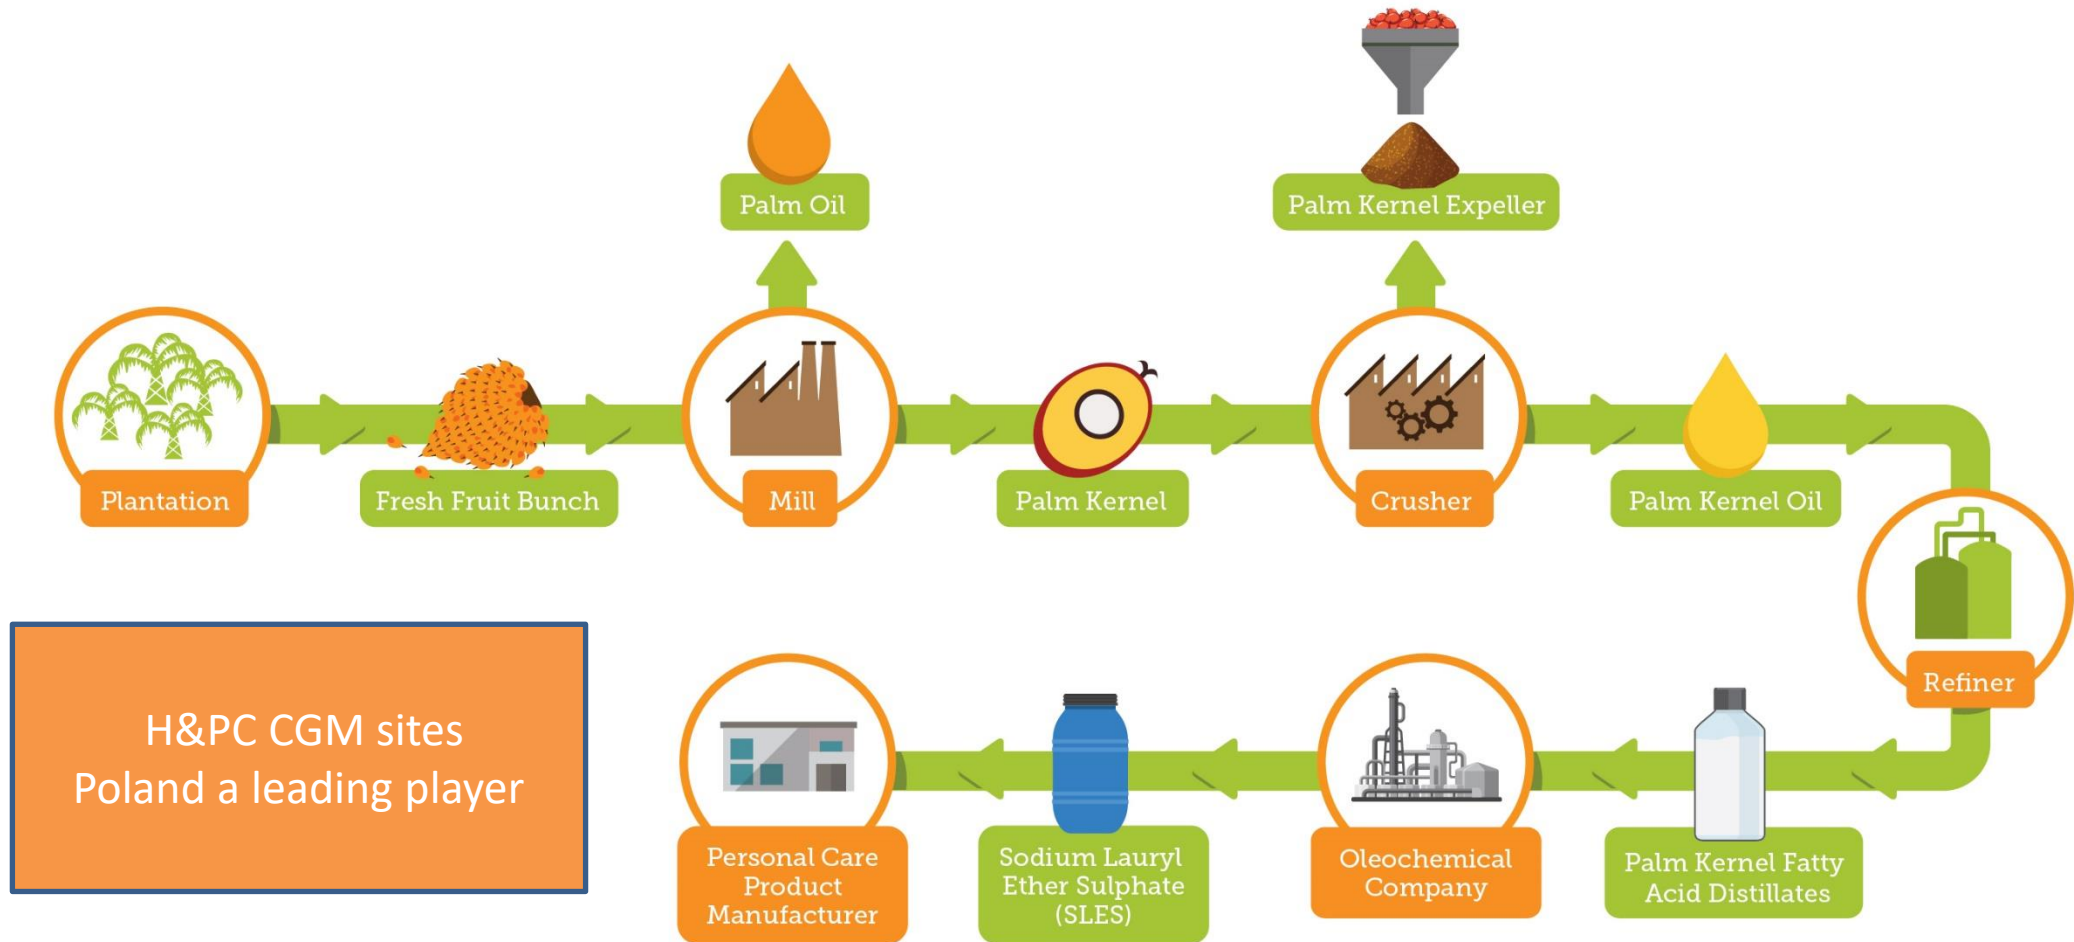 Palm Oil
Palm Kernel Expeller
Plantation
Fresh Fruit Bunch
Mill
Palm Kernel
Crusher
Palm Kernel Oil
Refiner
H&PC CGM sites
Poland a leading player
Personal Care
Product
Manufacturer
Sodium Lauryl
Ether Sulphate
(SLES)
Oleochemical
Company
Palm Kernel Fatty
Acid Distillates